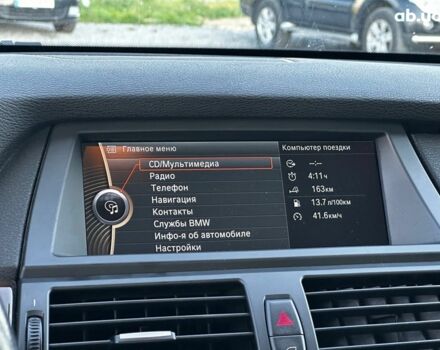 ab.ua
Главное меню
Компьютер поездки
CD/Мультимедиа
Радио
Телефон
Навигация
Контакты
Службы BMW
Инфо-я об автомобиле
Настройки
--:--
4:11ч
163км
13.7 л/100км
41.6км/ч